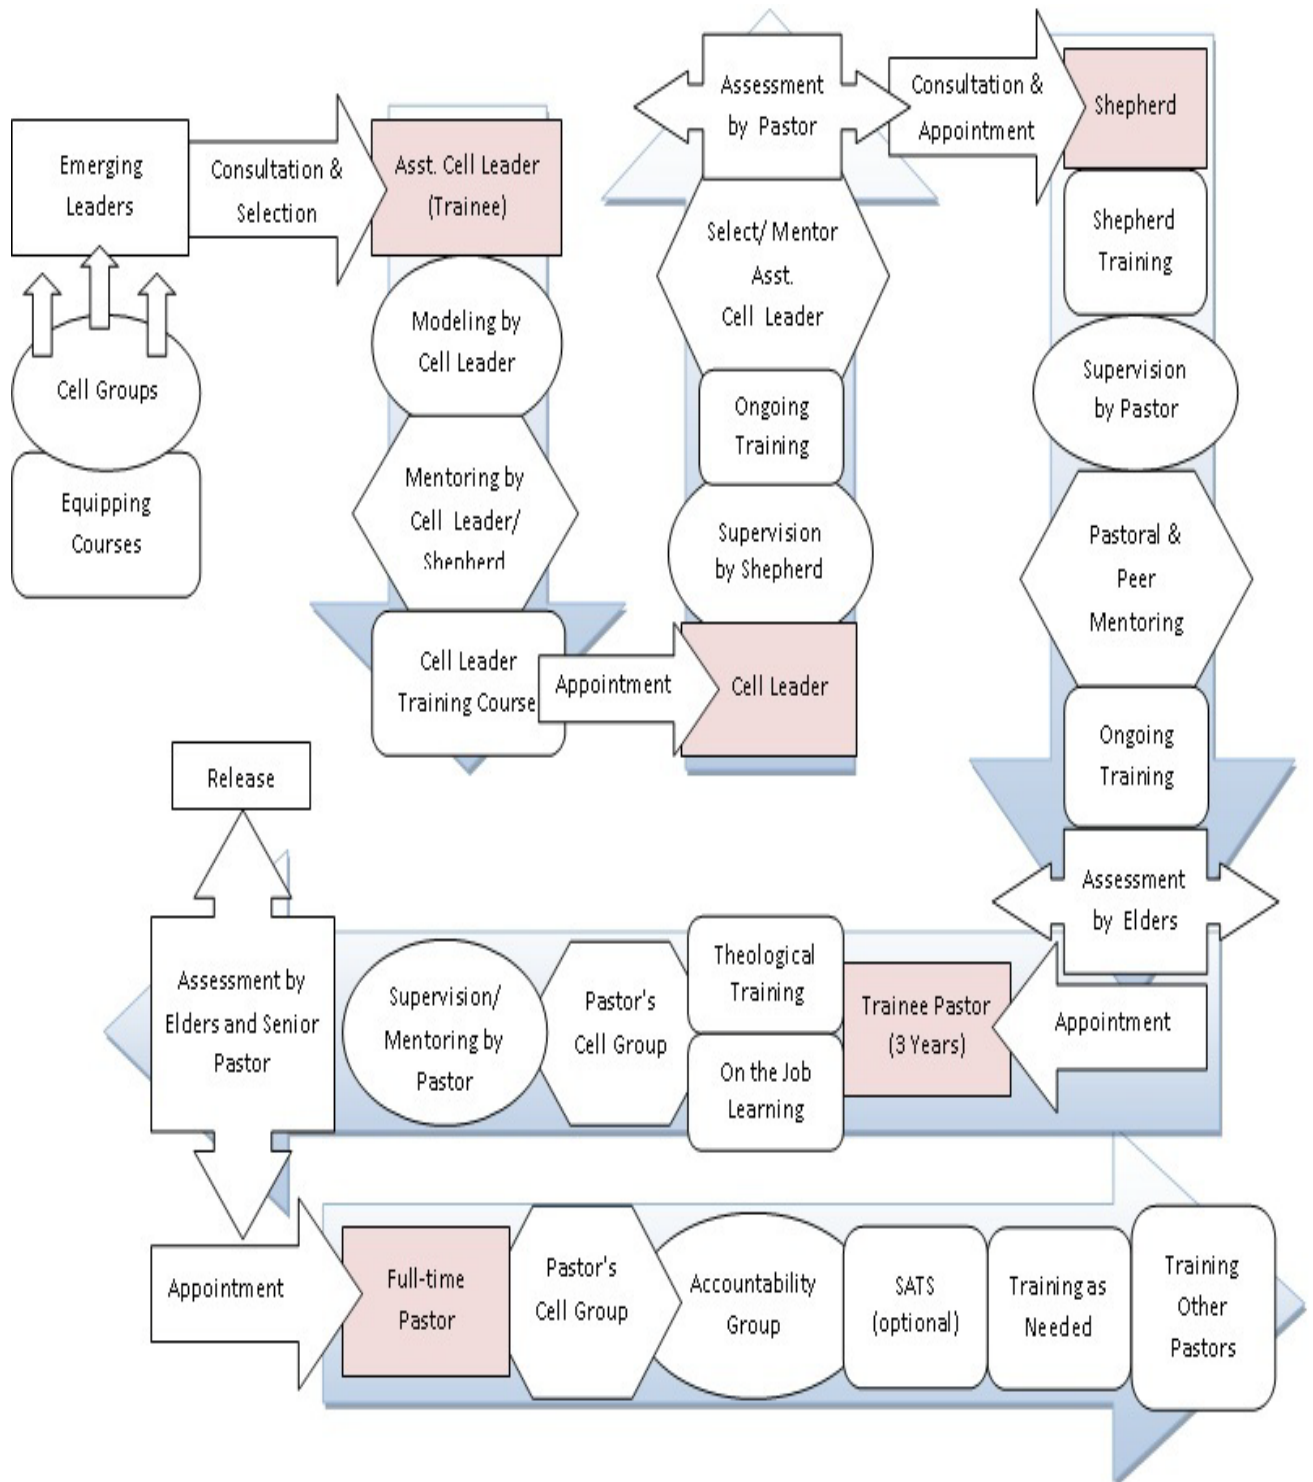 Emerging
Leaders
Consultation &
Selection
Asst. Cell Leader
(Trainee)
Cell Groups
Equipping
Courses
Modeling by
Cell Leader
Mentoring by
Cell Leader/
Shepherd
Cell Leader
Training Course
Appointment
Cell Leader
Supervision
by Shepherd
Ongoing
Training
Select/ Mentor
Asst.
Cell Leader
Assessment
by Pastor
Consultation &
Appointment
Shepherd
Shepherd
Training
Supervision
by Pastor
Pastoral &
Peer
Mentoring
Ongoing
Training
Assessment
by Elders
Appointment
Trainee Pastor
(3 Years)
Theological
Training
On the Job
Learning
Pastor's
Cell Group
Supervision/
Mentoring by
Pastor
Assessment by
Elders and Senior
Pastor
Release
Appointment
Full-time
Pastor
Pastor's
Cell Group
Accountability
Group
SATS
(optional)
Training as
Needed
Training
Other
Pastors